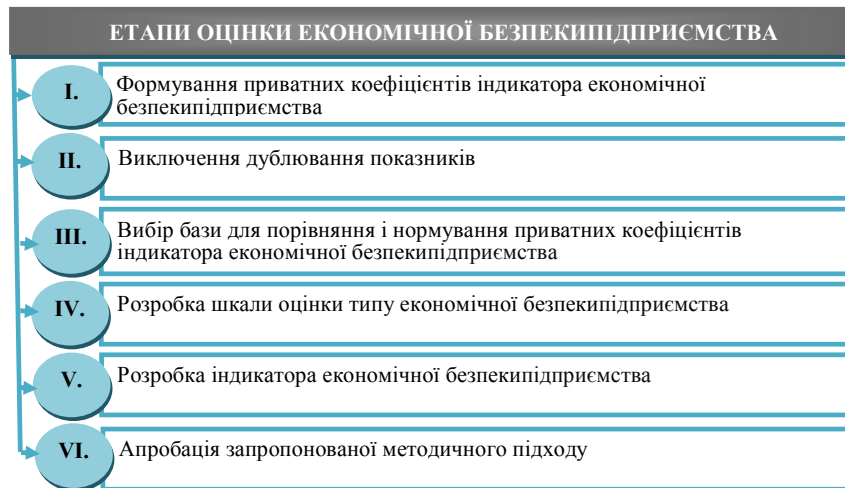 ЕТАПИ ОЦІНКИ ЕКОНОМІЧНОЇ БЕЗПЕКИПІДПРИЄМСТВА
I. Формування приватних коефіцієнтів індикатора економічної
безпекипідприємства
II. Виключення дублювання показників
III. Вибір бази для порівняння і нормування приватних коефіцієнтів
індикатора економічної безпекипідприємства
IV. Розробка шкали оцінки типу економічної безпекипідприємства
V. Розробка індикатора економічної безпекипідприємства
VI. Апробація запропонованої методичного підходу